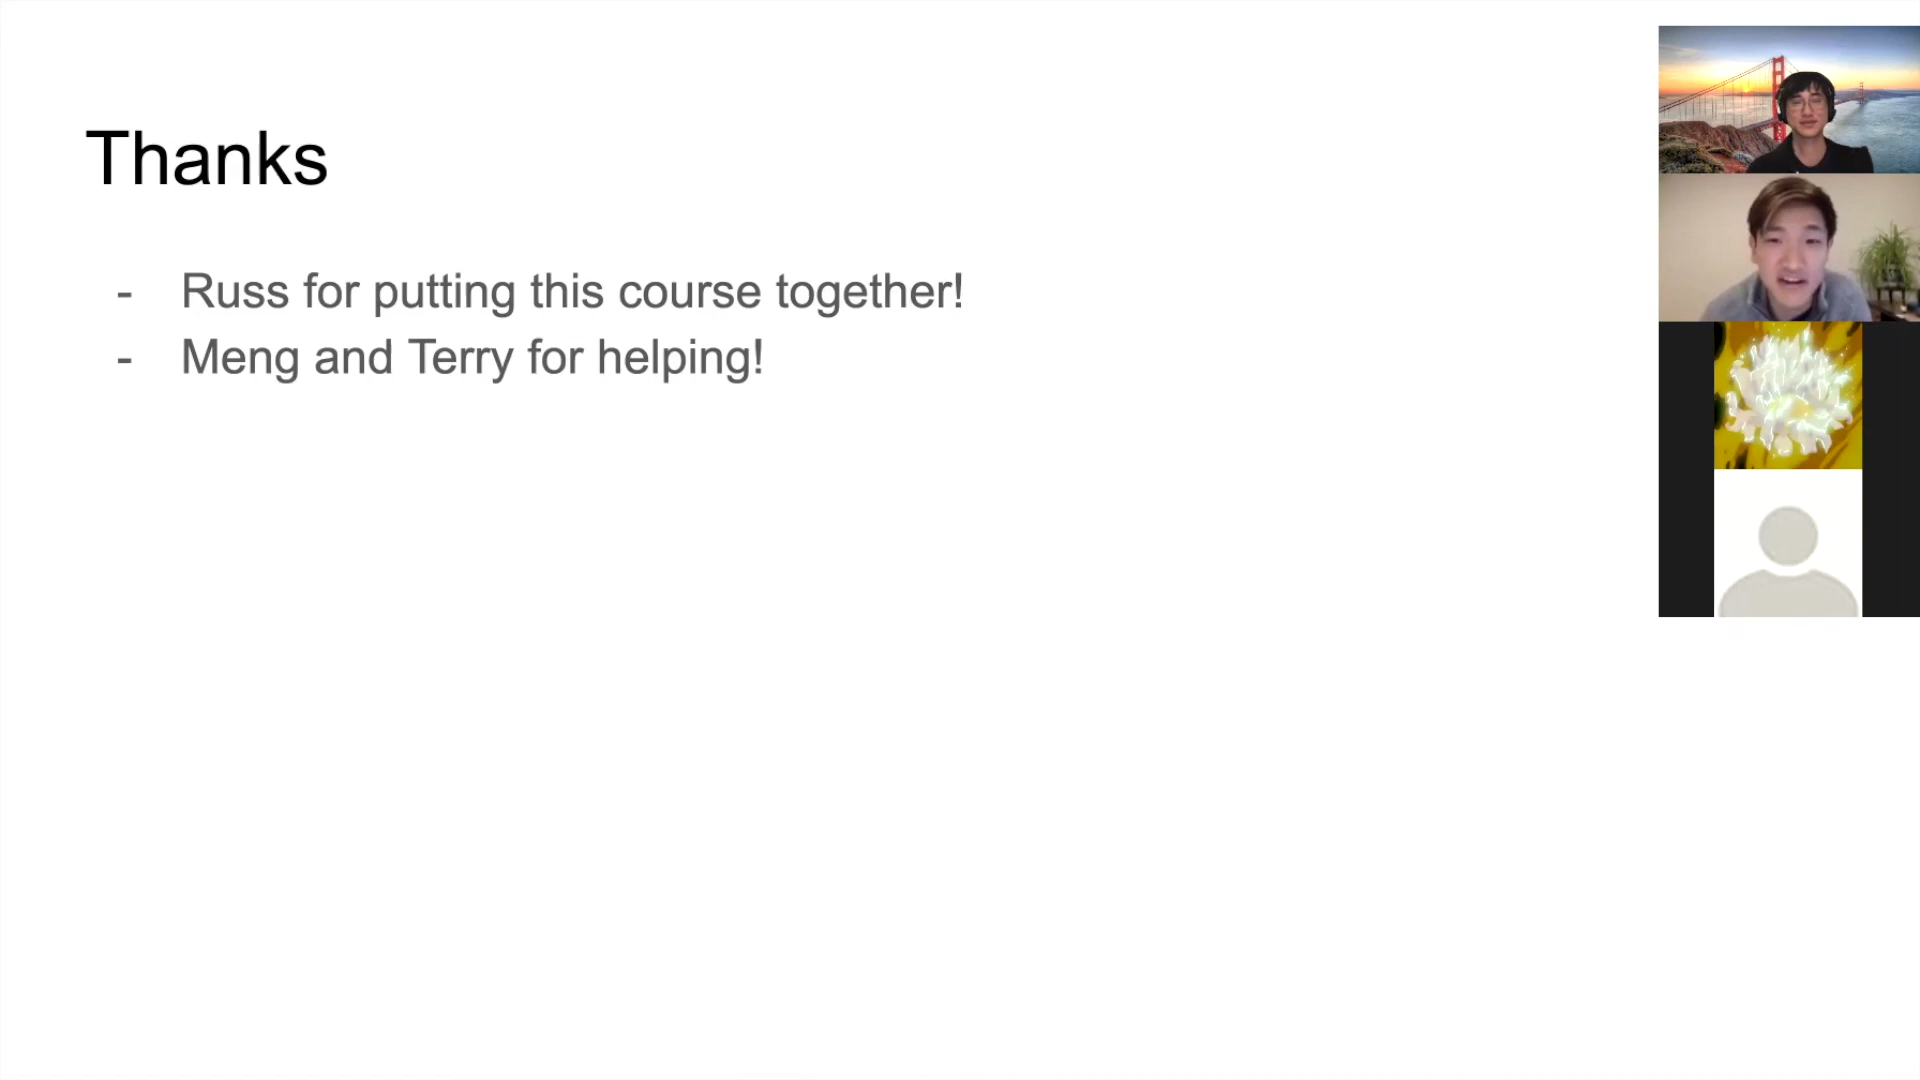 Thanks
- Russ for putting this course together!
- Meng and Terry for helping!